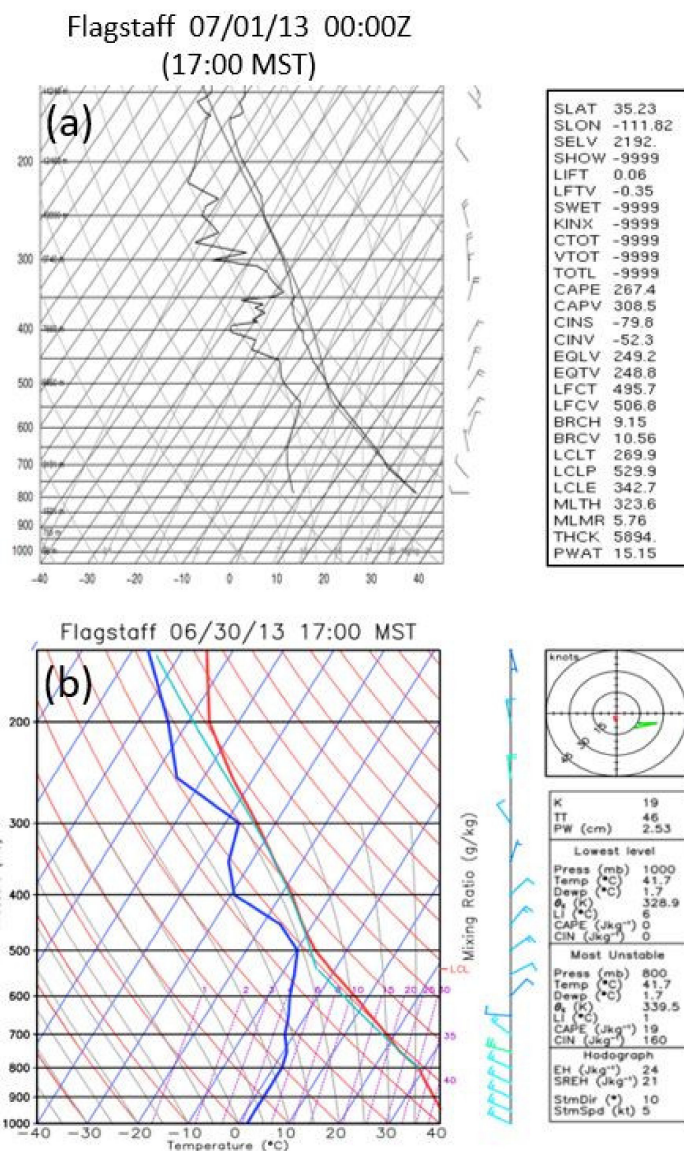 Flagstaff 07/01/13 00:00Z
(17:00 MST)
(a)
200
300
400
500
600
700
800
900
1000
-40 -30 -20 -10 0 10 20 30 40
SLAT 35.23
SLON -111.82
SELV 2192.
SHOW -9999
LIFT 0.06
LFTV -0.35
SWET -9999
KINX -9999
CTOT -9999
VTOT -9999
TOTL -9999
CAPE 267.4
CAPV 308.5
CINS -79.8
CINV -52.3
EQLV 249.2
EQTV 248.8
LFCT 495.7
LFCV 506.8
BRCH 9.15
BRCV 10.56
LCLT 269.9
LCLP 529.9
LCLE 342.7
MLTH 323.6
MLMR 5.76
THCK 5894.
PWAT 15.15
Flagstaff 06/30/13 17:00 MST
(b)
200
300
400
500
600
700
800
900
1000
-40 -30 -20 -10 0 10 20 30 40
Temperature (°C)
Mixing Ratio (g/kg)
LCL
1 2 3 4 6 8 10 15 20 25 30
35
40
knots
15
30
45
K 19
TT 46
PW (cm) 2.53
Lowest level
Press (mb) 1000
Temp (°C) 41.7
Dewp (°C) 1.7
θE (K) 328.9
LI (°C) 6
CAPE (Jkg⁻¹) 0
CIN (Jkg⁻¹) 0
Most Unstable
Press (mb) 800
Temp (°C) 41.7
Dewp (°C) 1.7
θE (K) 339.5
LI (°C) 1
CAPE (Jkg⁻¹) 19
CIN (Jkg⁻¹) 160
Hodograph
EH (Jkg⁻¹) 24
SREH (Jkg⁻¹) 21
StmDir (°) 10
StmSpd (kt) 5